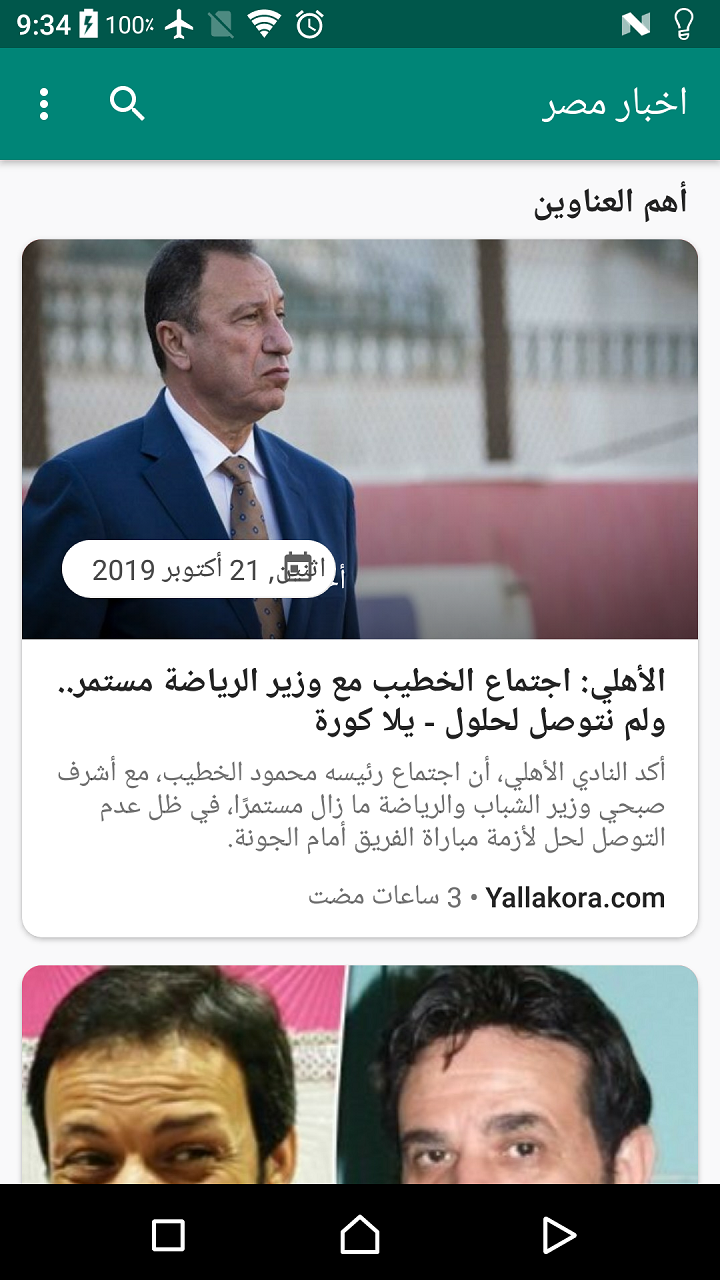 9:34 100%
اخبار مصر
أهم العناوين
اثنين, 21 أكتوبر 2019
الأهلي: اجتماع الخطيب مع وزير الرياضة مستمر..
ولم نتوصل لحلول - يلا كورة
أكد النادي الأهلي، أن اجتماع رئيسه محمود الخطيب، مع أشرف
صبحي وزير الشباب والرياضة ما زال مستمرًا، في ظل عدم
التوصل لحل لأزمة مباراة الفريق أمام الجونة.
Yallakora.com • 3 ساعات مضت